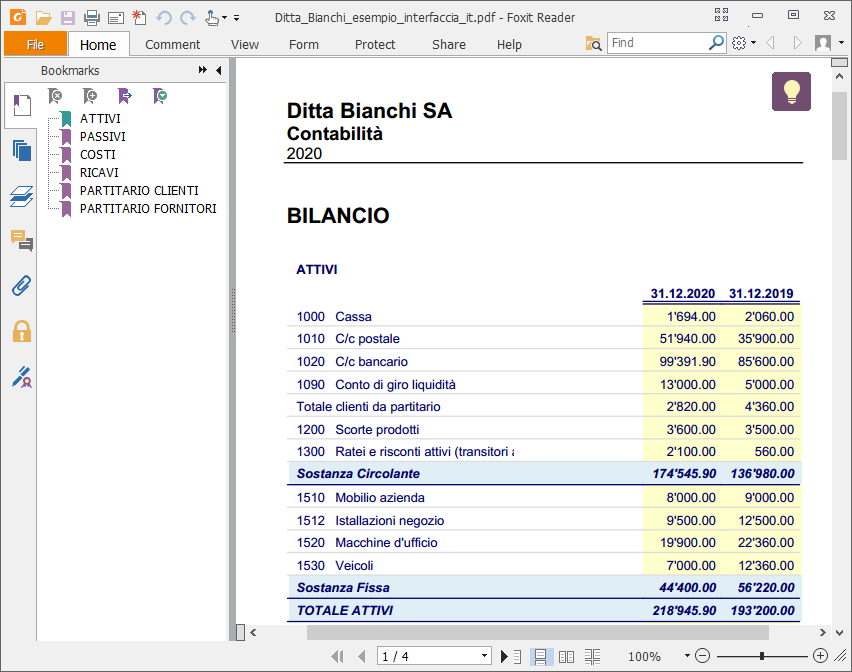 Ditta_Bianchi_esempio_interfaccia_it.pdf - Foxit Reader
File Home Comment View Form Protect Share Help Find
Bookmarks
ATTIVI
PASSIVI
COSTI
RICAVI
PARTITARIO CLIENTI
PARTITARIO FORNITORI
Ditta Bianchi SA
Contabilità
2020
BILANCIO
ATTIVI
31.12.2020 31.12.2019
1000 Cassa 1'694.00 2'060.00
1010 C/c postale 51'940.00 35'900.00
1020 C/c bancario 99'391.90 85'600.00
1090 Conto di giro liquidità 13'000.00 5'000.00
Totale clienti da partitario 2'820.00 4'360.00
1200 Scorte prodotti 3'600.00 3'500.00
1300 Ratei e risconti attivi (transitori 2'100.00 560.00
Sostanza Circolante 174'545.90 136'980.00
1510 Mobilio azienda 8'000.00 9'000.00
1512 Istallazioni negozio 9'500.00 12'500.00
1520 Macchine d'ufficio 19'900.00 22'360.00
1530 Veicoli 7'000.00 12'360.00
Sostanza Fissa 44'400.00 56'220.00
TOTALE ATTIVI 218'945.90 193'200.00
1 / 4 100%